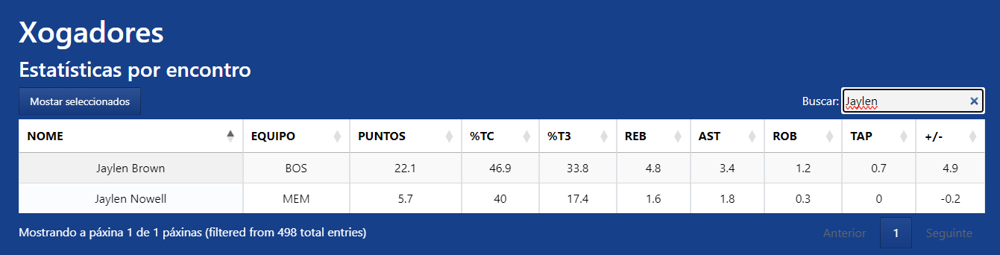 Xogadores
Estatísticas por encontro
Mostar seleccionados Buscar: Jaylen
NOME EQUIPO PUNTOS %TC %T3 REB AST ROB TAP +/-
Jaylen Brown BOS 22.1 46.9 33.8 4.8 3.4 1.2 0.7 4.9
Jaylen Nowell MEM 5.7 40 17.4 1.6 1.8 0.3 0 -0.2
Mostrando a páxina 1 de 1 páxinas (filtered from 498 total entries) Anterior 1 Seguinte